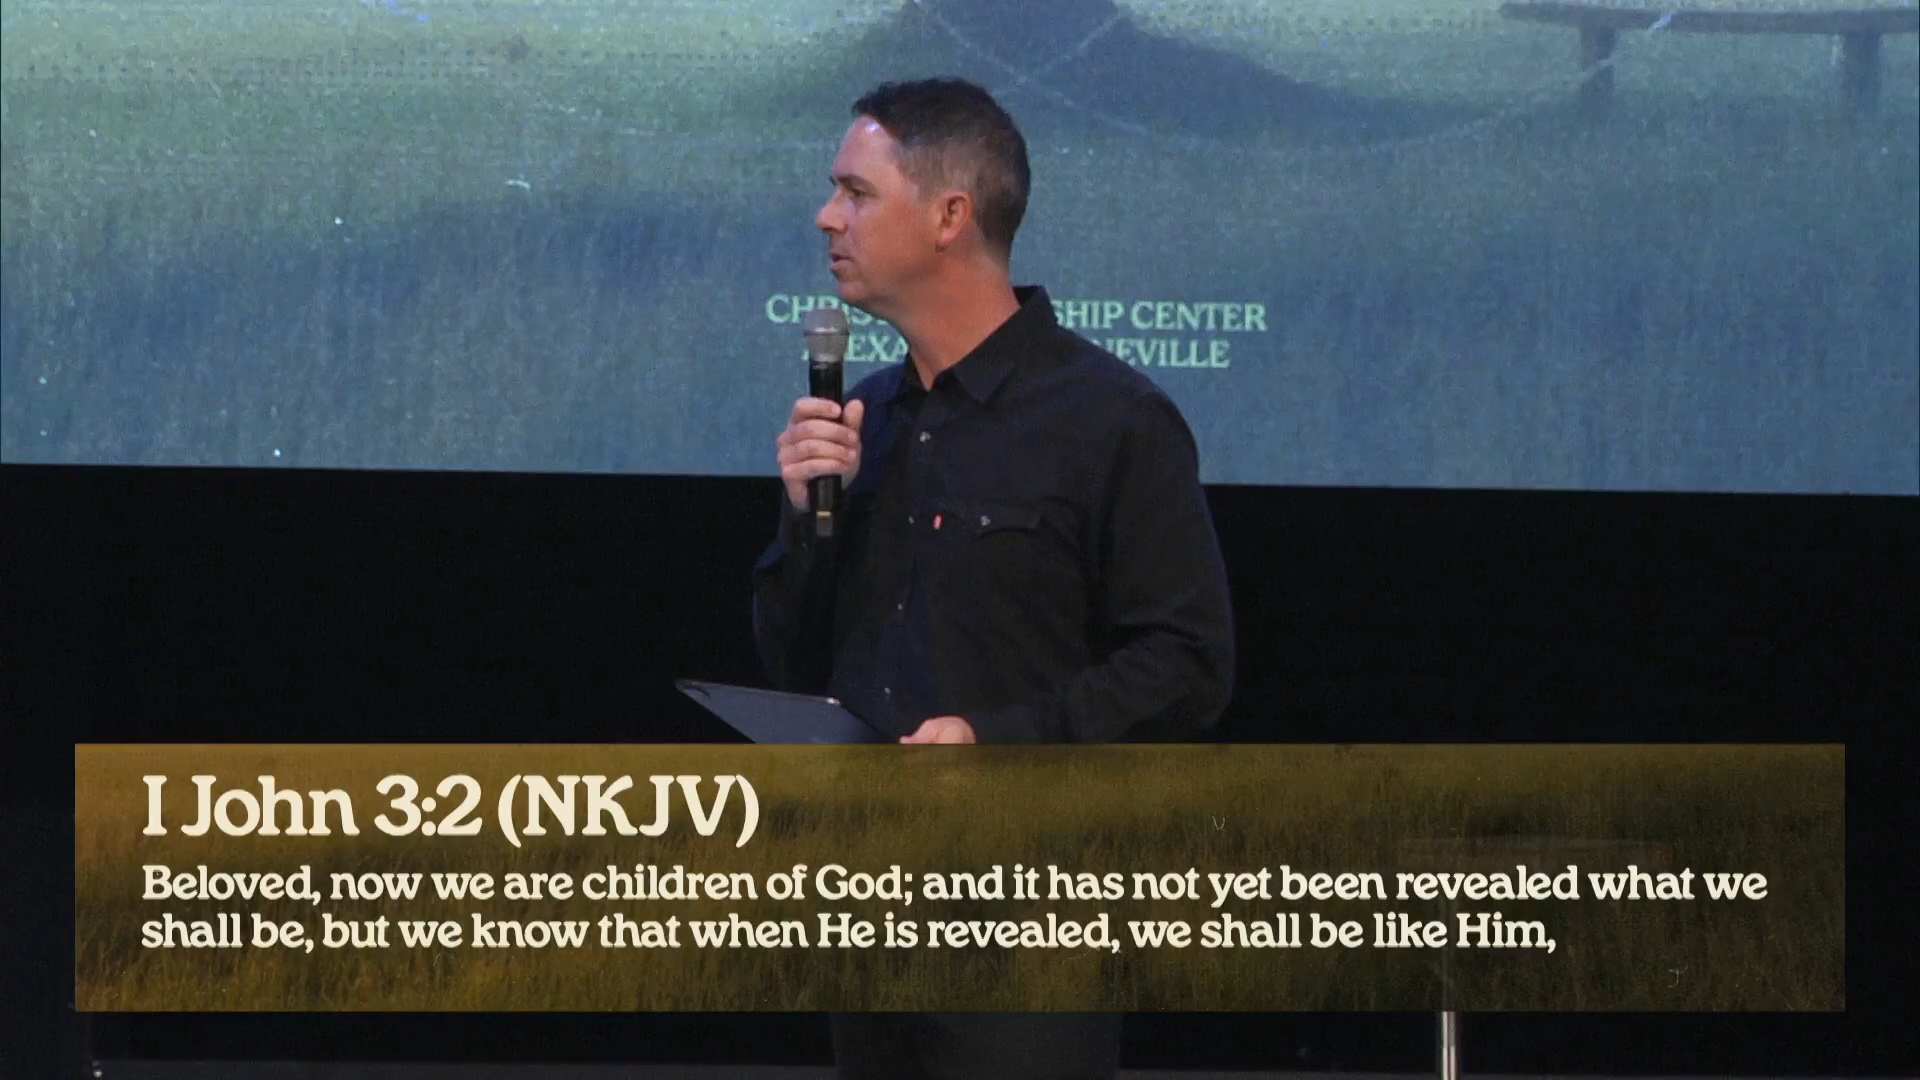 SHIP CENTER
I John 3:2 (NKJV)
Beloved, now we are children of God; and it has not yet been revealed what we
shall be, but we know that when He is revealed, we shall be like Him,